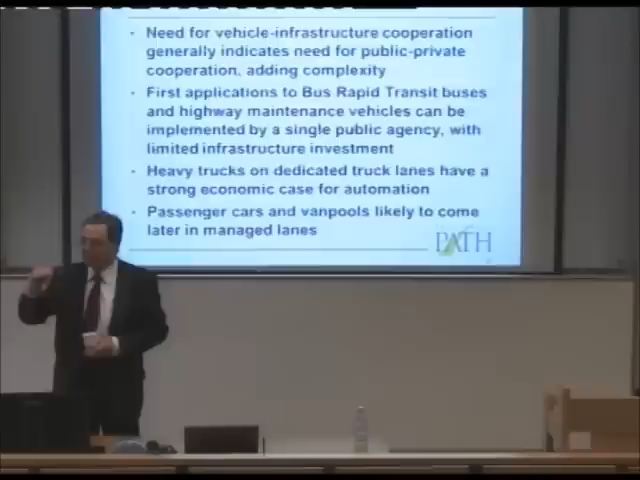 · Need for vehicle-infrastructure cooperation
generally indicates need for public-private
cooperation, adding complexity
· First applications to Bus Rapid Transit buses
and highway maintenance vehicles can be
implemented by a single public agency, with
limited infrastructure investment
· Heavy trucks on dedicated truck lanes have a
strong economic case for automation
· Passenger cars and vanpools likely to come
later in managed lanes
PATH